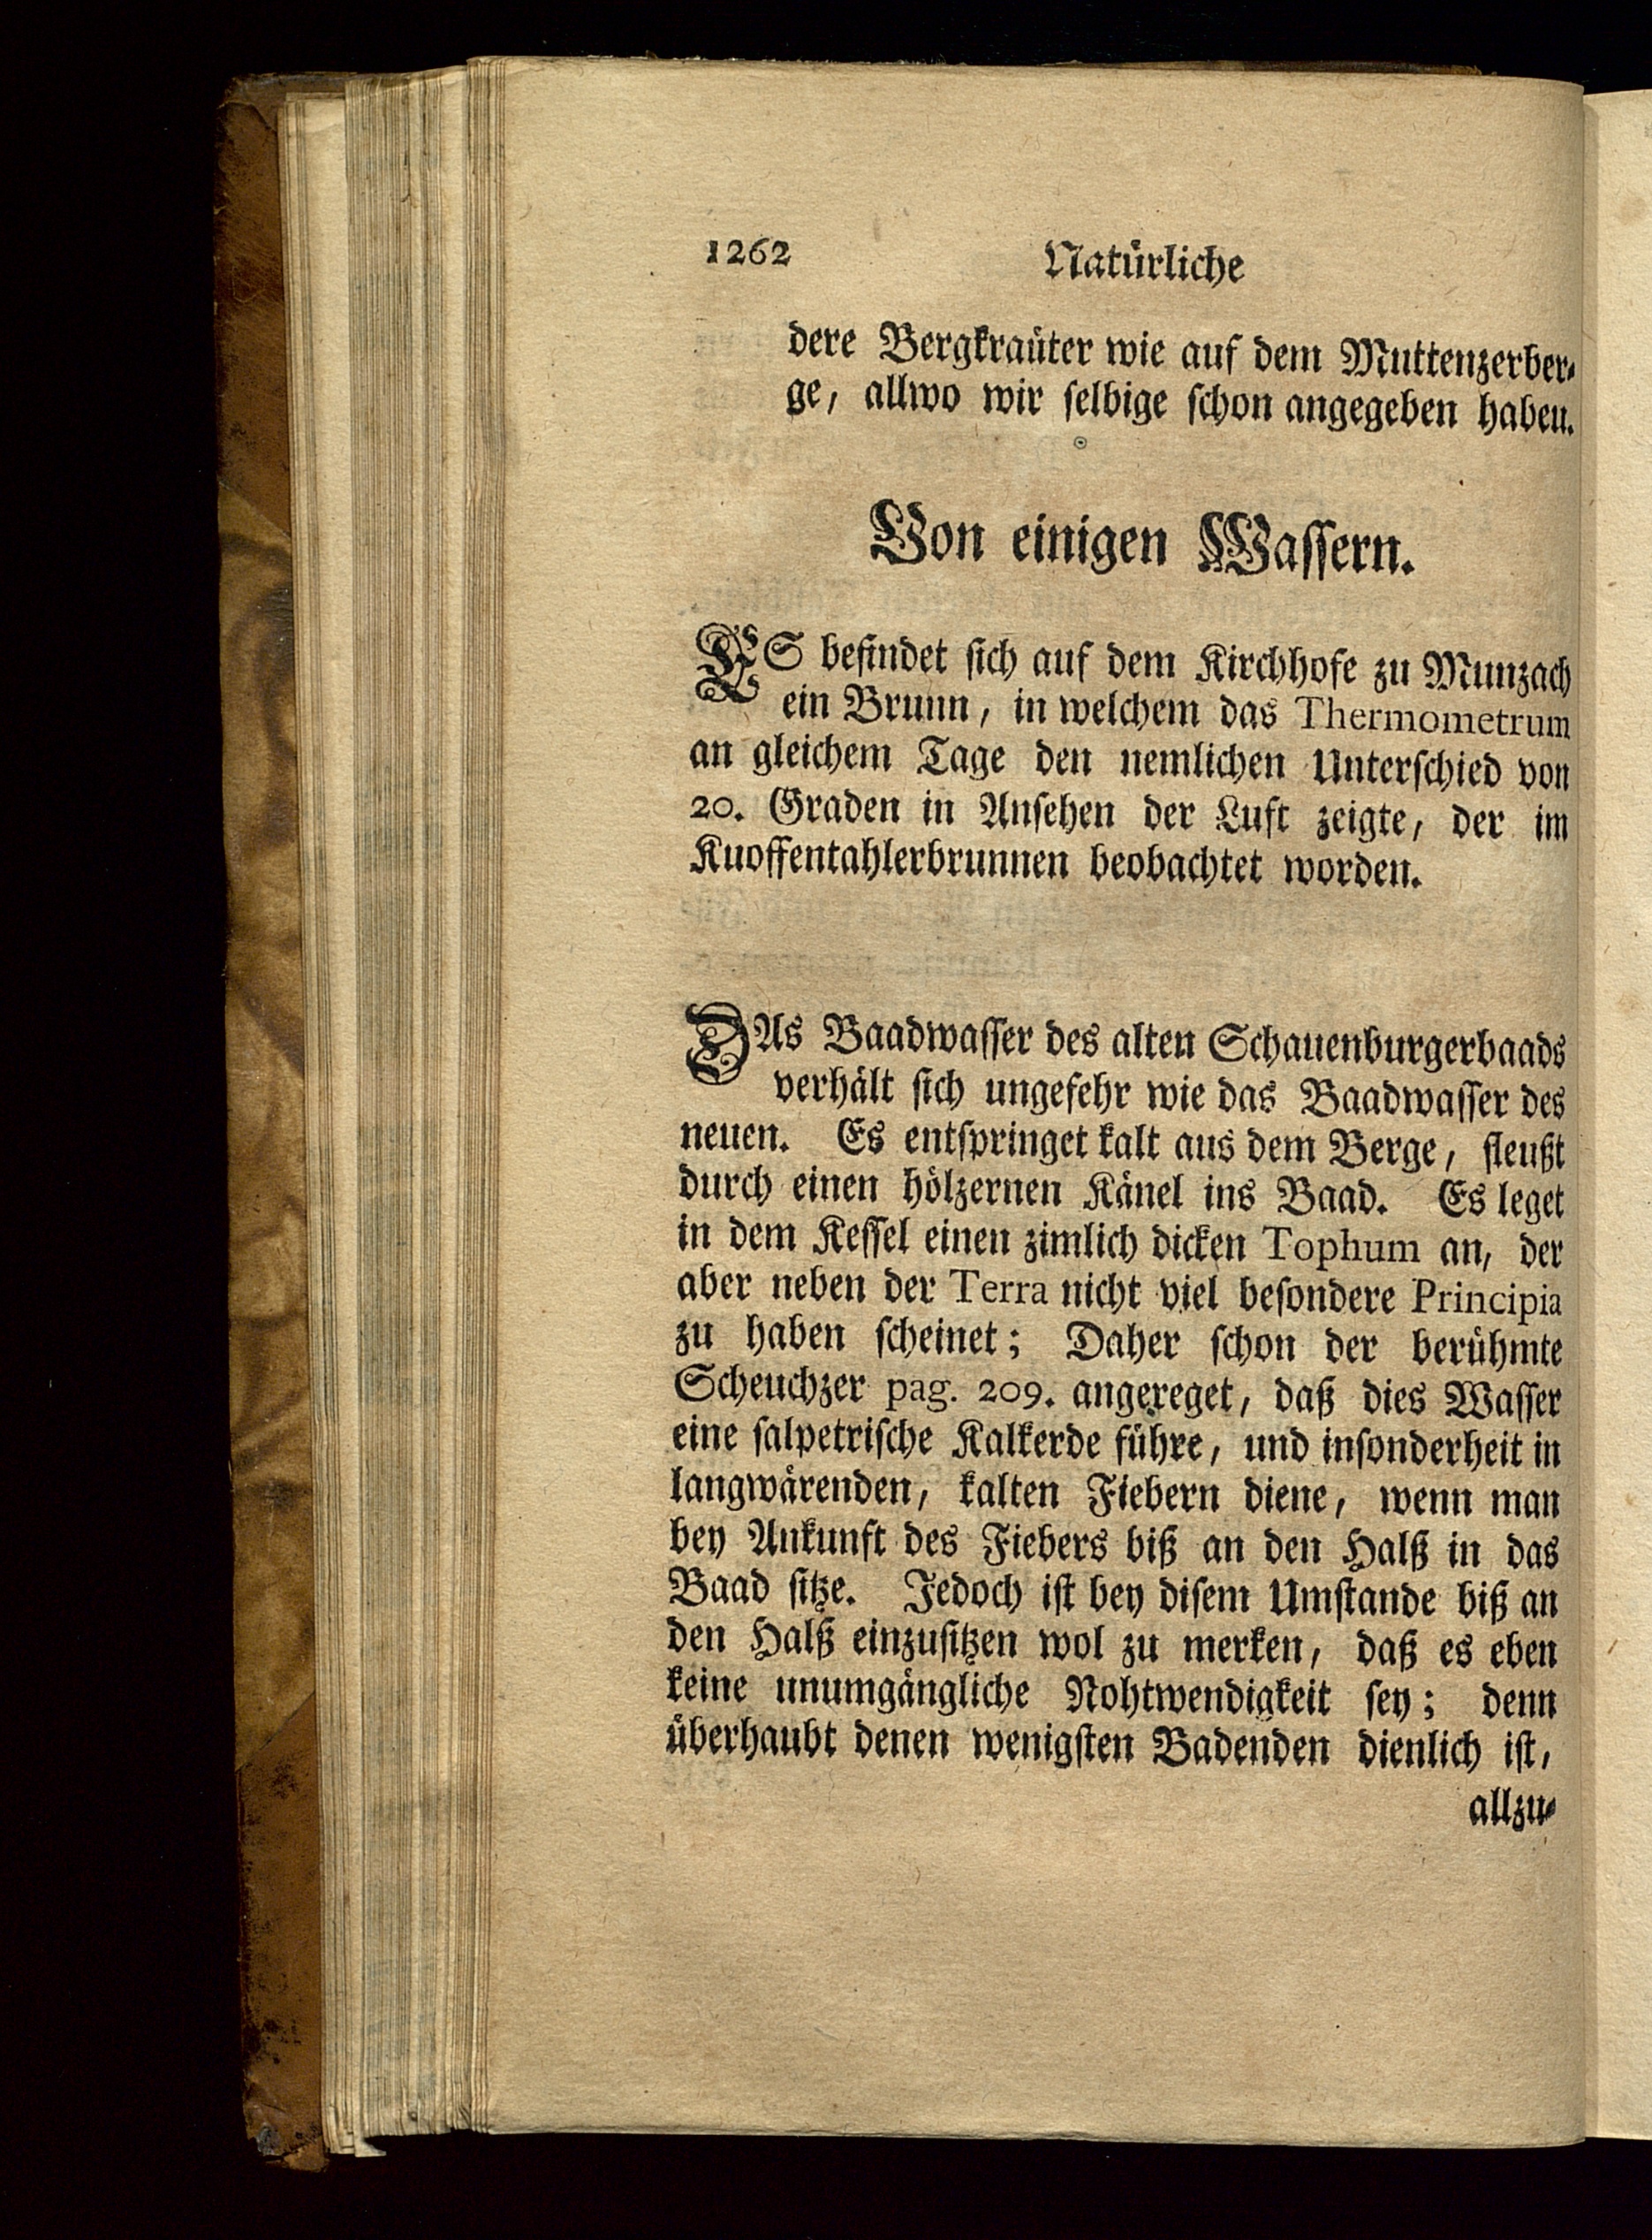 1262 Natürliche
dere Bergkraüter wie auf dem Muttenzerber-
ge, allwo wir selbige schon angegeben haben.
Von einigen Wassern.
ES befindet sich auf dem Kirchhofe zu Munzach
ein Brunn, in welchem das Thermometrum
an gleichem Tage den nemlichen Unterschied von
20. Graden in Ansehen der Luft zeigte, der im
Kuoffentahlerbrunnen beobachtet worden.
DAs Baadwasser des alten Schauenburgerbaads
verhält sich ungefehr wie das Baadwasser des
neuen. Es entspringet kalt aus dem Berge, fleußt
durch einen hölzernen Känel ins Baad. Es leget
in dem Kessel einen zimlich dicken Tophum an, der
aber neben der Terra nicht viel besondere Principia
zu haben scheinet; Daher schon der berühmte
Scheuchzer pag. 209. angereget, daß dies Wasser
eine salpetrische Kalkerde führe, und insonderheit in
langwärenden, kalten Fiebern diene, wenn man
bey Ankunft des Fiebers biß an den Halß in das
Baad sitze. Jedoch ist bey disem Umstande biß an
den Halß einzusitzen wol zu merken, daß es eben
keine unumgängliche Nohtwendigkeit sey; denn
überhaubt denen wenigsten Badenden dienlich ist,
allzu-